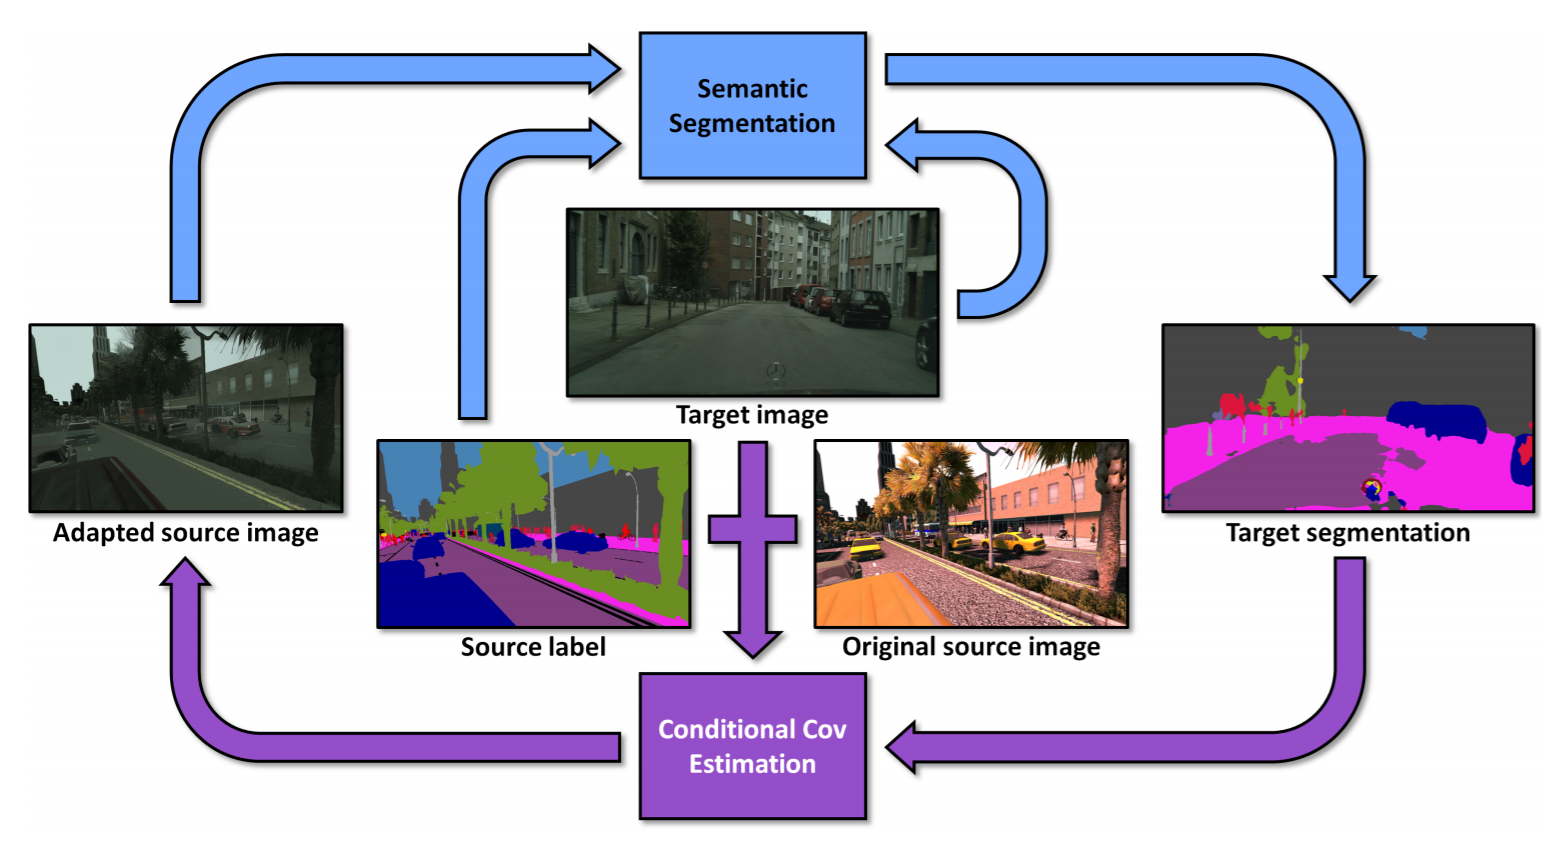 Semantic
Segmentation
Target image
Adapted source image
Target segmentation
Source label
Original source image
Conditional Cov
Estimation